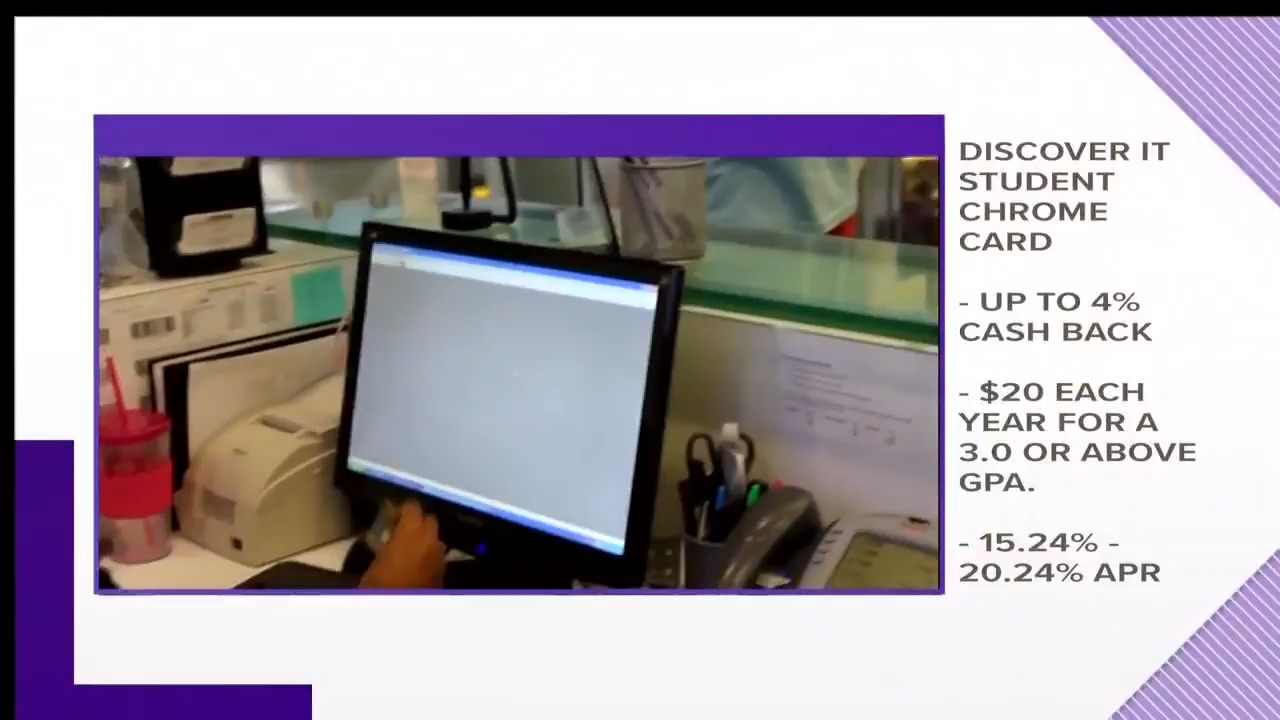 DISCOVER IT
STUDENT
CHROME
CARD
- UP TO 4%
CASH BACK
- $20 EACH
YEAR FOR A
3.0 OR ABOVE
GPA.
- 15.24% -
20.24% APR